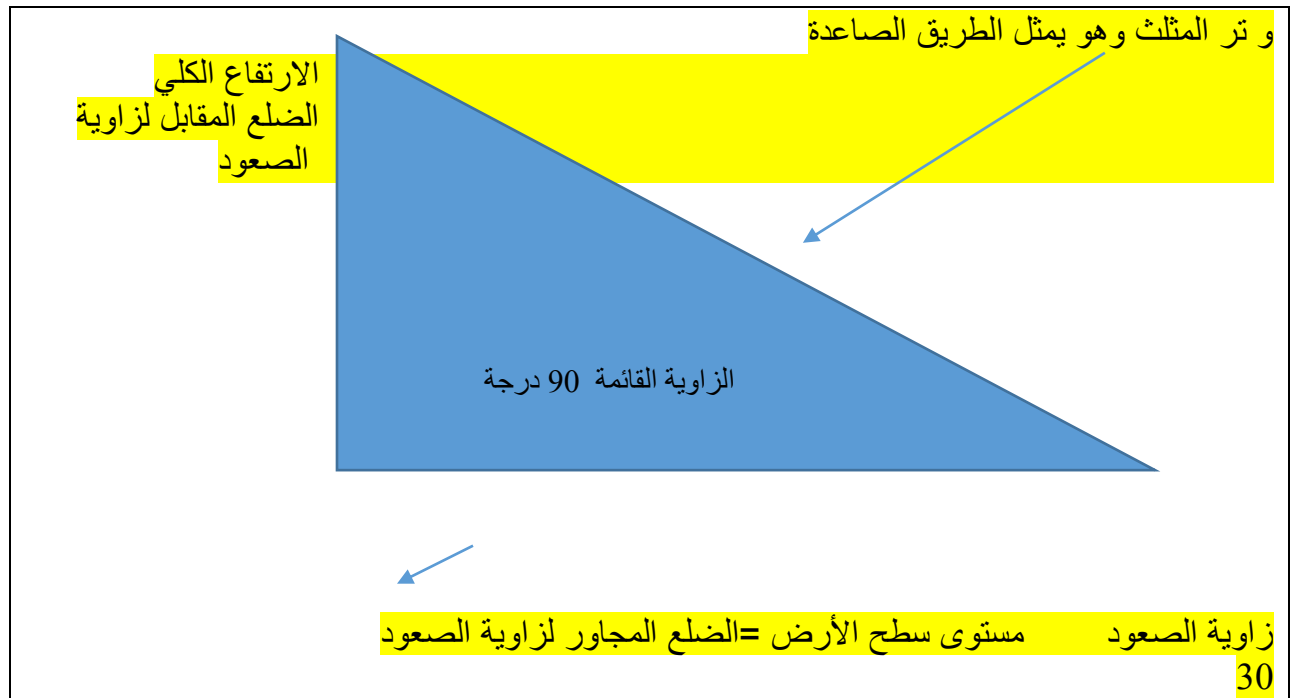 و تر المثلث وهو يمثل الطريق الصاعدة
الارتفاع الكلي
الضلع المقابل لزاوية
الصعود
الزاوية القائمة 90 درجة
زاوية الصعود مستوى سطح الأرض =الضلع المجاور لزاوية الصعود
30